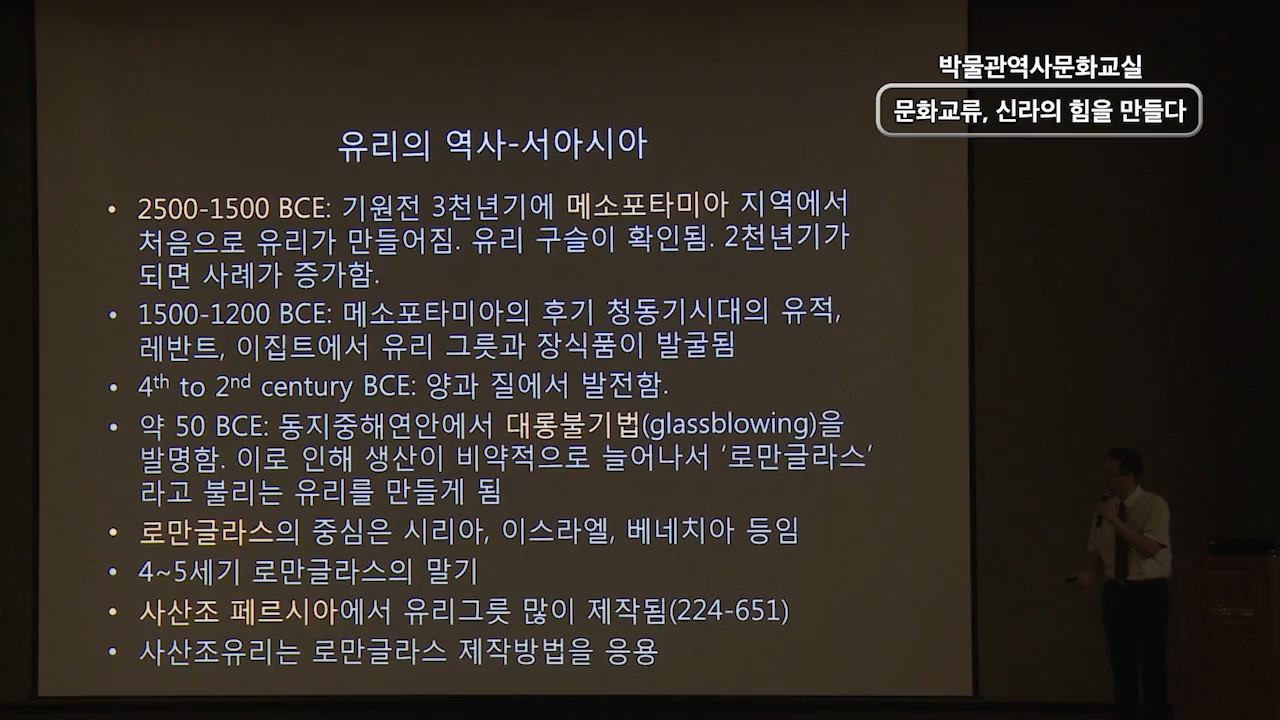 박물관역사문화교실
문화교류, 신라의 힘을 만들다
유리의 역사-서아시아
• 2500-1500 BCE: 기원전 3천년기에 메소포타미아 지역에서
처음으로 유리가 만들어짐. 유리 구슬이 확인됨. 2천년기가
되면 사례가 증가함.
• 1500-1200 BCE: 메소포타미아의 후기 청동기시대의 유적,
레반트, 이집트에서 유리 그릇과 장식품이 발굴됨
• 4th to 2nd century BCE: 양과 질에서 발전함.
• 약 50 BCE: 동지중해연안에서 대롱불기법(glassblowing)을
발명함. 이로 인해 생산이 비약적으로 늘어나서 ‘로만글라스’
라고 불리는 유리를 만들게 됨
• 로만글라스의 중심은 시리아, 이스라엘, 베네치아 등임
• 4~5세기 로만글라스의 말기
• 사산조 페르시아에서 유리그릇 많이 제작됨(224-651)
• 사산조유리는 로만글라스 제작방법을 응용